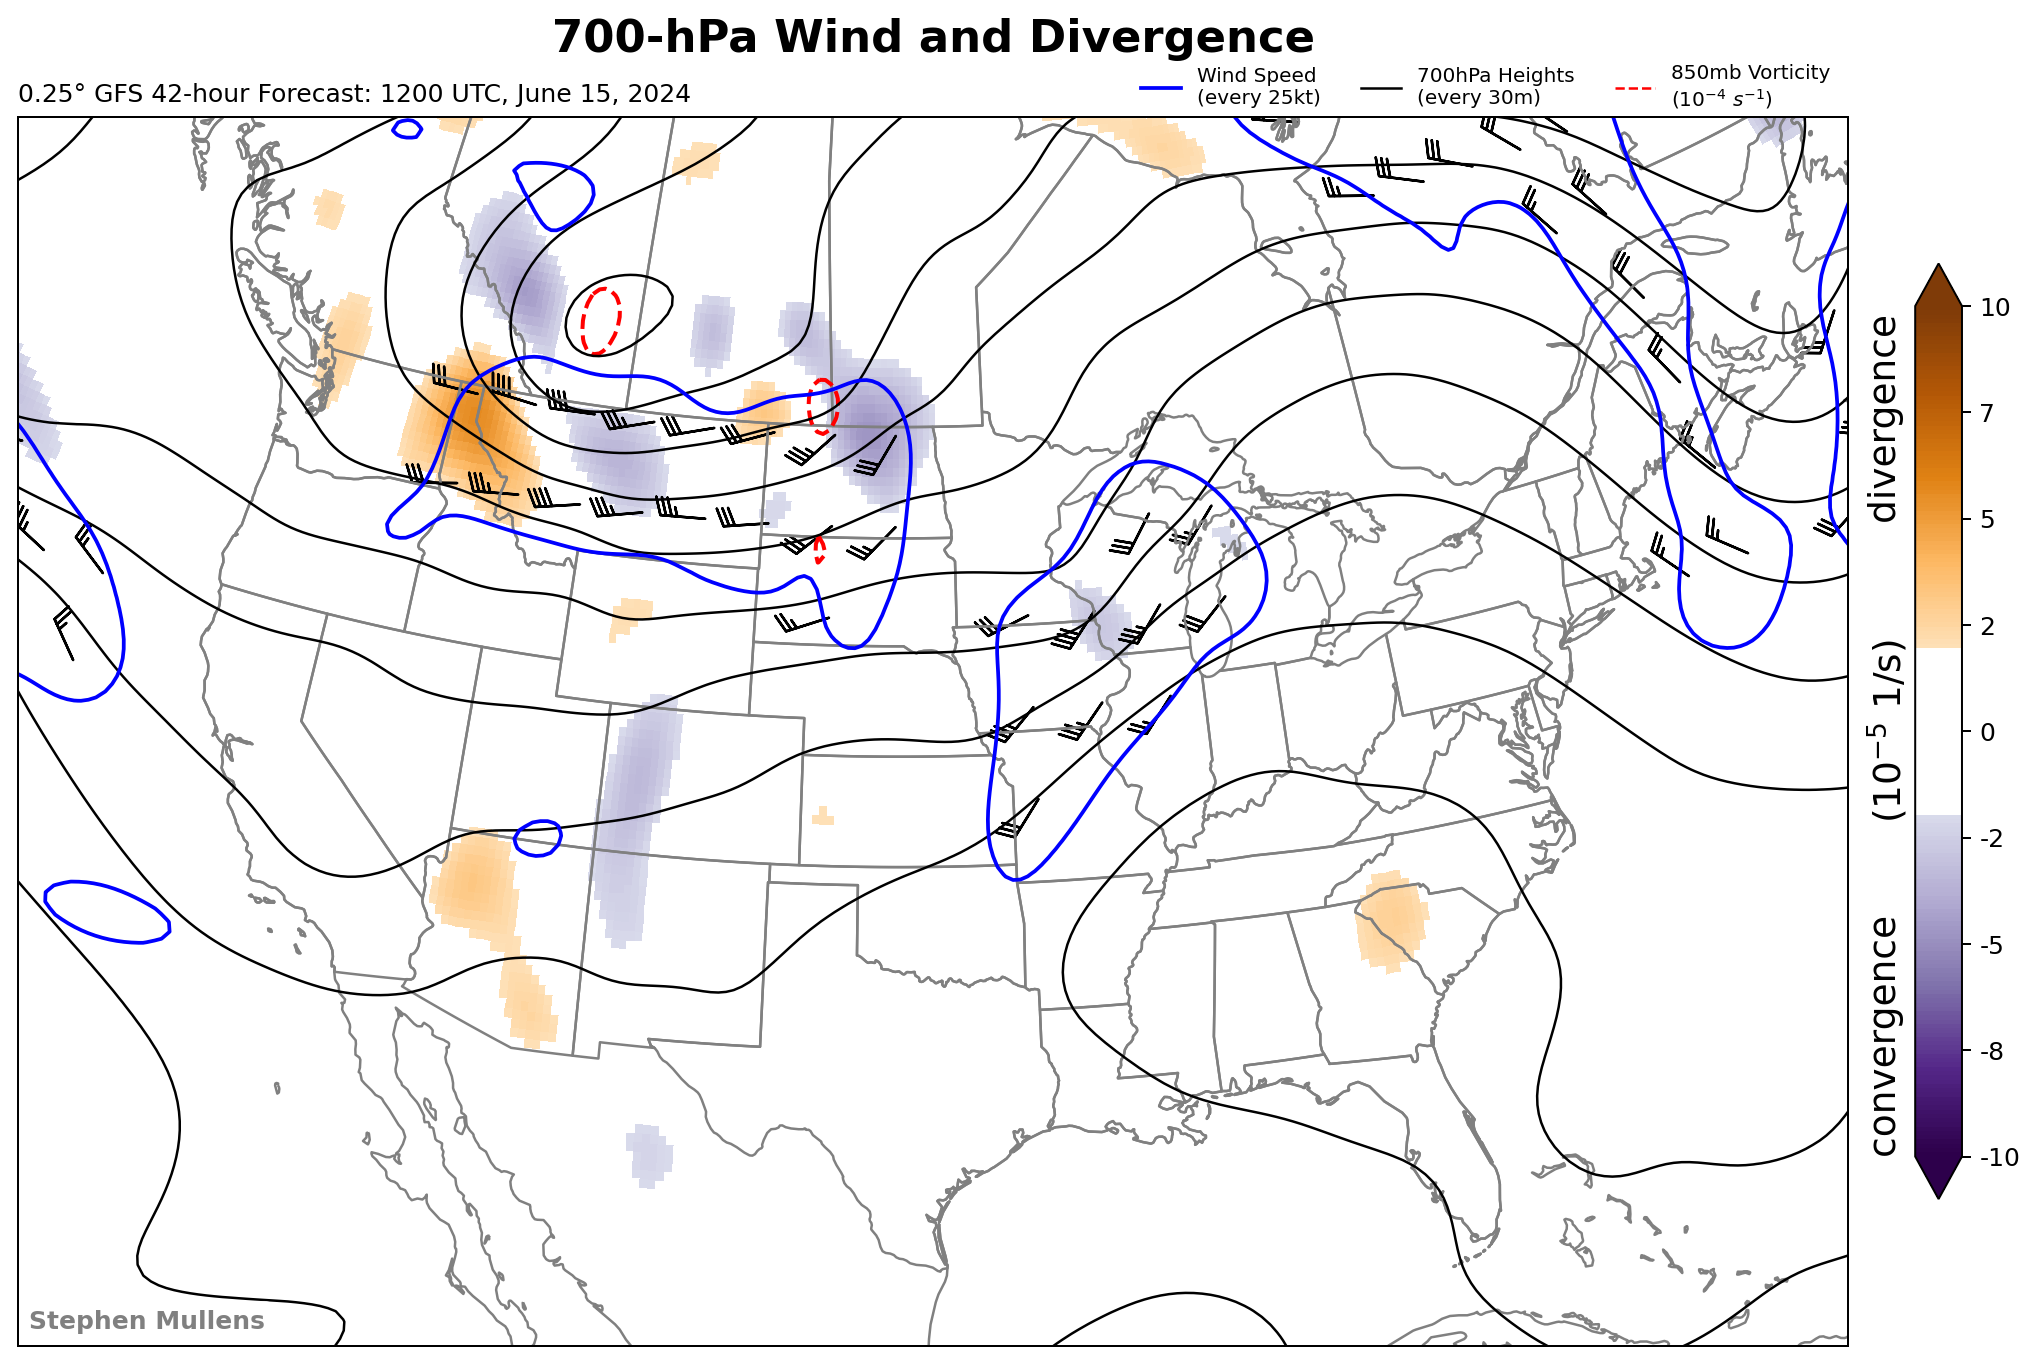 700-hPa Wind and Divergence
0.25° GFS 42-hour Forecast: 1200 UTC, June 15, 2024
Wind Speed
(every 25kt)
700hPa Heights
(every 30m)
850mb Vorticity
(10⁻⁴ s⁻¹)
10
7
5
2
0
-2
-5
-8
-10
convergence (10⁻⁵ 1/s) divergence
Stephen Mullens